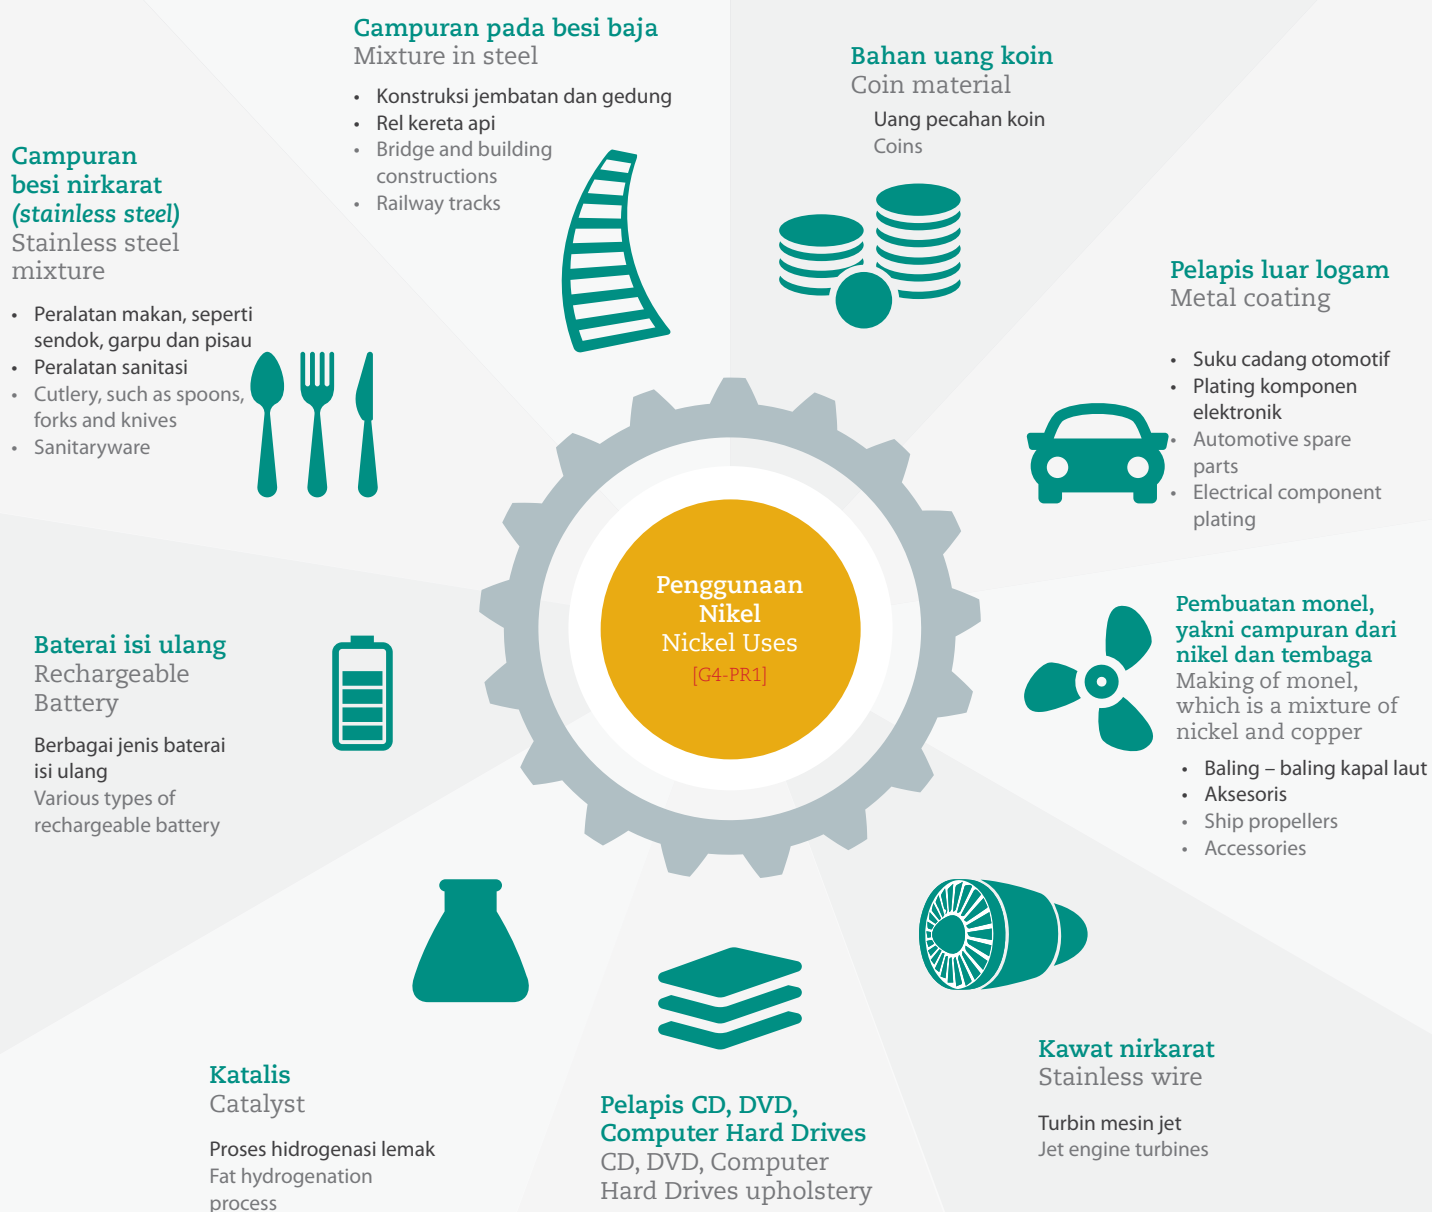 Campuran pada besi baja
Mixture in steel
• Konstruksi jembatan dan gedung
• Rel kereta api
• Bridge and building
constructions
• Railway tracks
Bahan uang koin
Coin material
Uang pecahan koin
Coins
Campuran
besi nirkarat
(stainless steel)
Stainless steel
mixture
• Peralatan makan, seperti
sendok, garpu dan pisau
• Peralatan sanitasi
• Cutlery, such as spoons,
forks and knives
• Sanitaryware
Pelapis luar logam
Metal coating
• Suku cadang otomotif
• Plating komponen
elektronik
• Automotive spare
parts
• Electrical component
plating
Penggunaan
Nikel
Nickel Uses
[G4-PR1]
Baterai isi ulang
Rechargeable
Battery
Berbagai jenis baterai
isi ulang
Various types of
rechargeable battery
Pembuatan monel,
yakni campuran dari
nikel dan tembaga
Making of monel,
which is a mixture of
nickel and copper
• Baling – baling kapal laut
• Aksesoris
• Ship propellers
• Accessories
Katalis
Catalyst
Proses hidrogenasi lemak
Fat hydrogenation
process
Pelapis CD, DVD,
Computer Hard Drives
CD, DVD, Computer
Hard Drives upholstery
Kawat nirkarat
Stainless wire
Turbin mesin jet
Jet engine turbines